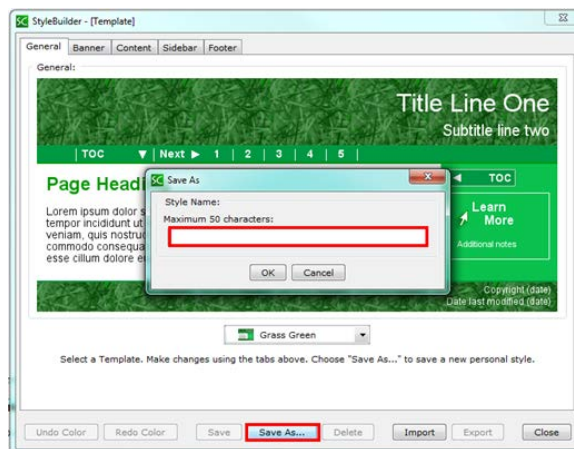 StyleBuilder - [Template]
General Banner Content Sidebar Footer
General:
Title Line One
Subtitle line two
TOC ▼ Next ▶ 1 2 3 4 5
◄ TOC
Page Headi
Lorem ipsum dolor s
tempor incididunt ut
veniam, quis nostruc
commodo consequa
esse cillum dolore e
Learn
More
Additional notes
Save As
Style Name:
Maximum 50 characters:
OK Cancel
Copyright (date)
Date last modified (date)
Grass Green
Select a Template. Make changes using the tabs above. Choose "Save As..." to save a new personal style.
Undo Color Redo Color Save Save As... Delete Import Export Close